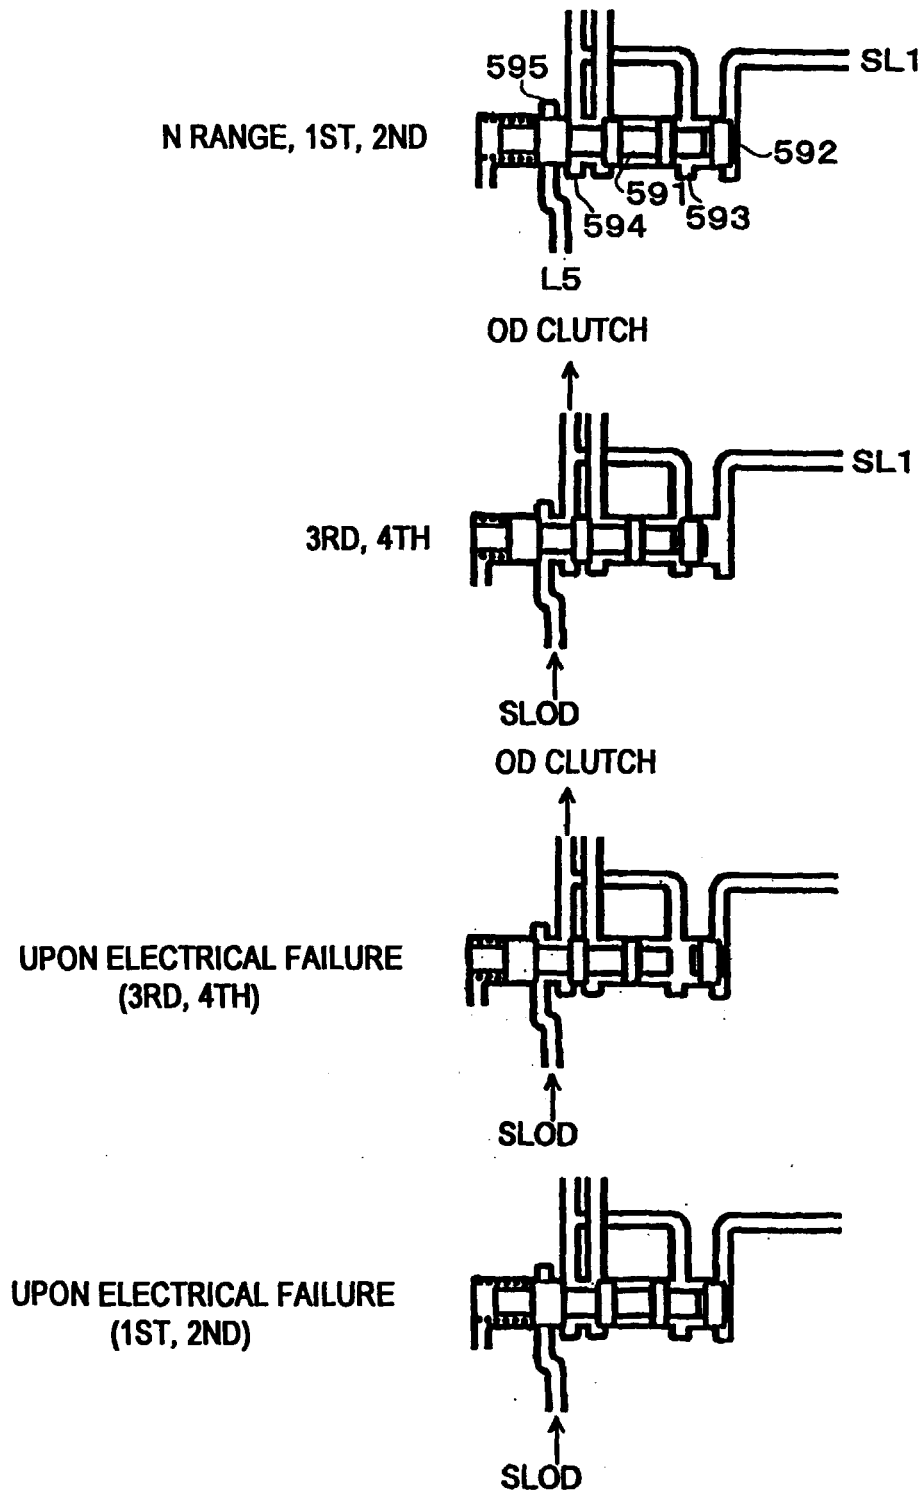 SL1
595
N RANGE, 1ST, 2ND
592
591
593
594
L5
OD CLUTCH
SL1
3RD, 4TH
SLOD
OD CLUTCH
UPON ELECTRICAL FAILURE
(3RD, 4TH)
SLOD
UPON ELECTRICAL FAILURE
(1ST, 2ND)
SLOD